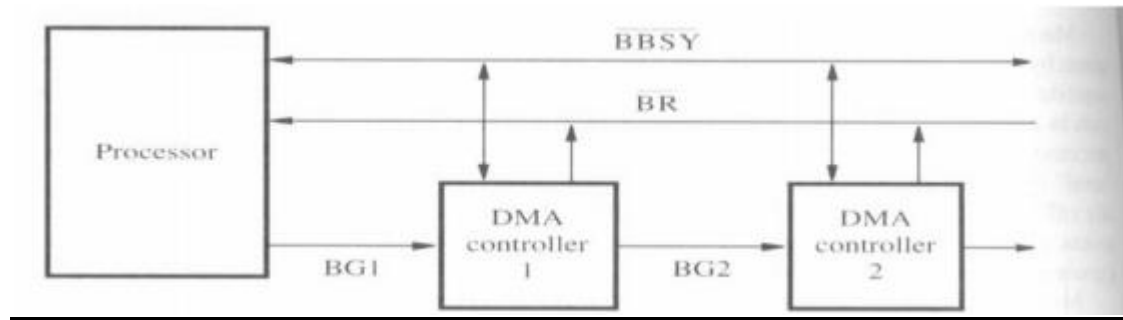 BBSY
BR
Processor
DMA
controller
1
DMA
controller
2
BG1
BG2